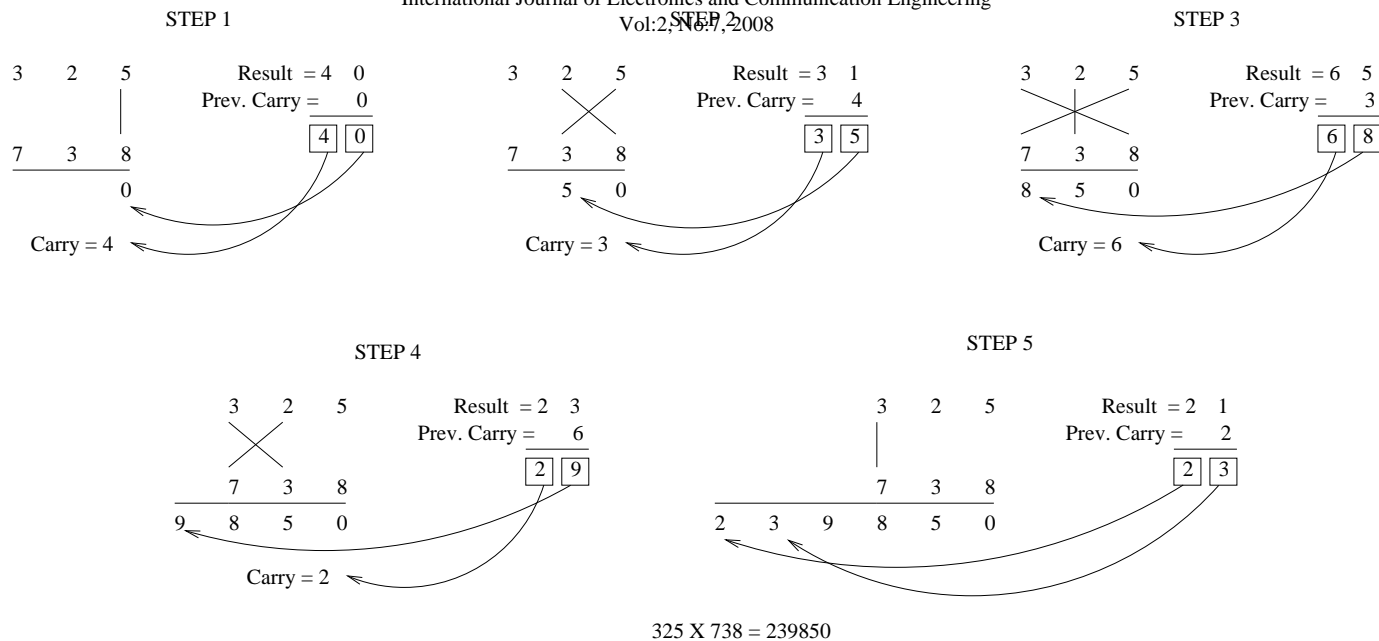 International Journal of Electronics and Communication Engineering
Vol:2, No:7, 2008
STEP 1
3 2 5
Result = 4 0
Prev. Carry = 0
4 0
7 3 8
0
Carry = 4
STEP 2
3 2 5
Result = 3 1
Prev. Carry = 4
3 5
7 3 8
5 0
Carry = 3
STEP 3
3 2 5
Result = 6 5
Prev. Carry = 3
6 8
7 3 8
8 5 0
Carry = 6
STEP 4
3 2 5
Result = 2 3
Prev. Carry = 6
2 9
7 3 8
9 8 5 0
Carry = 2
STEP 5
3 2 5
Result = 2 1
Prev. Carry = 2
2 3
7 3 8
2 3 9 8 5 0
325 X 738 = 239850